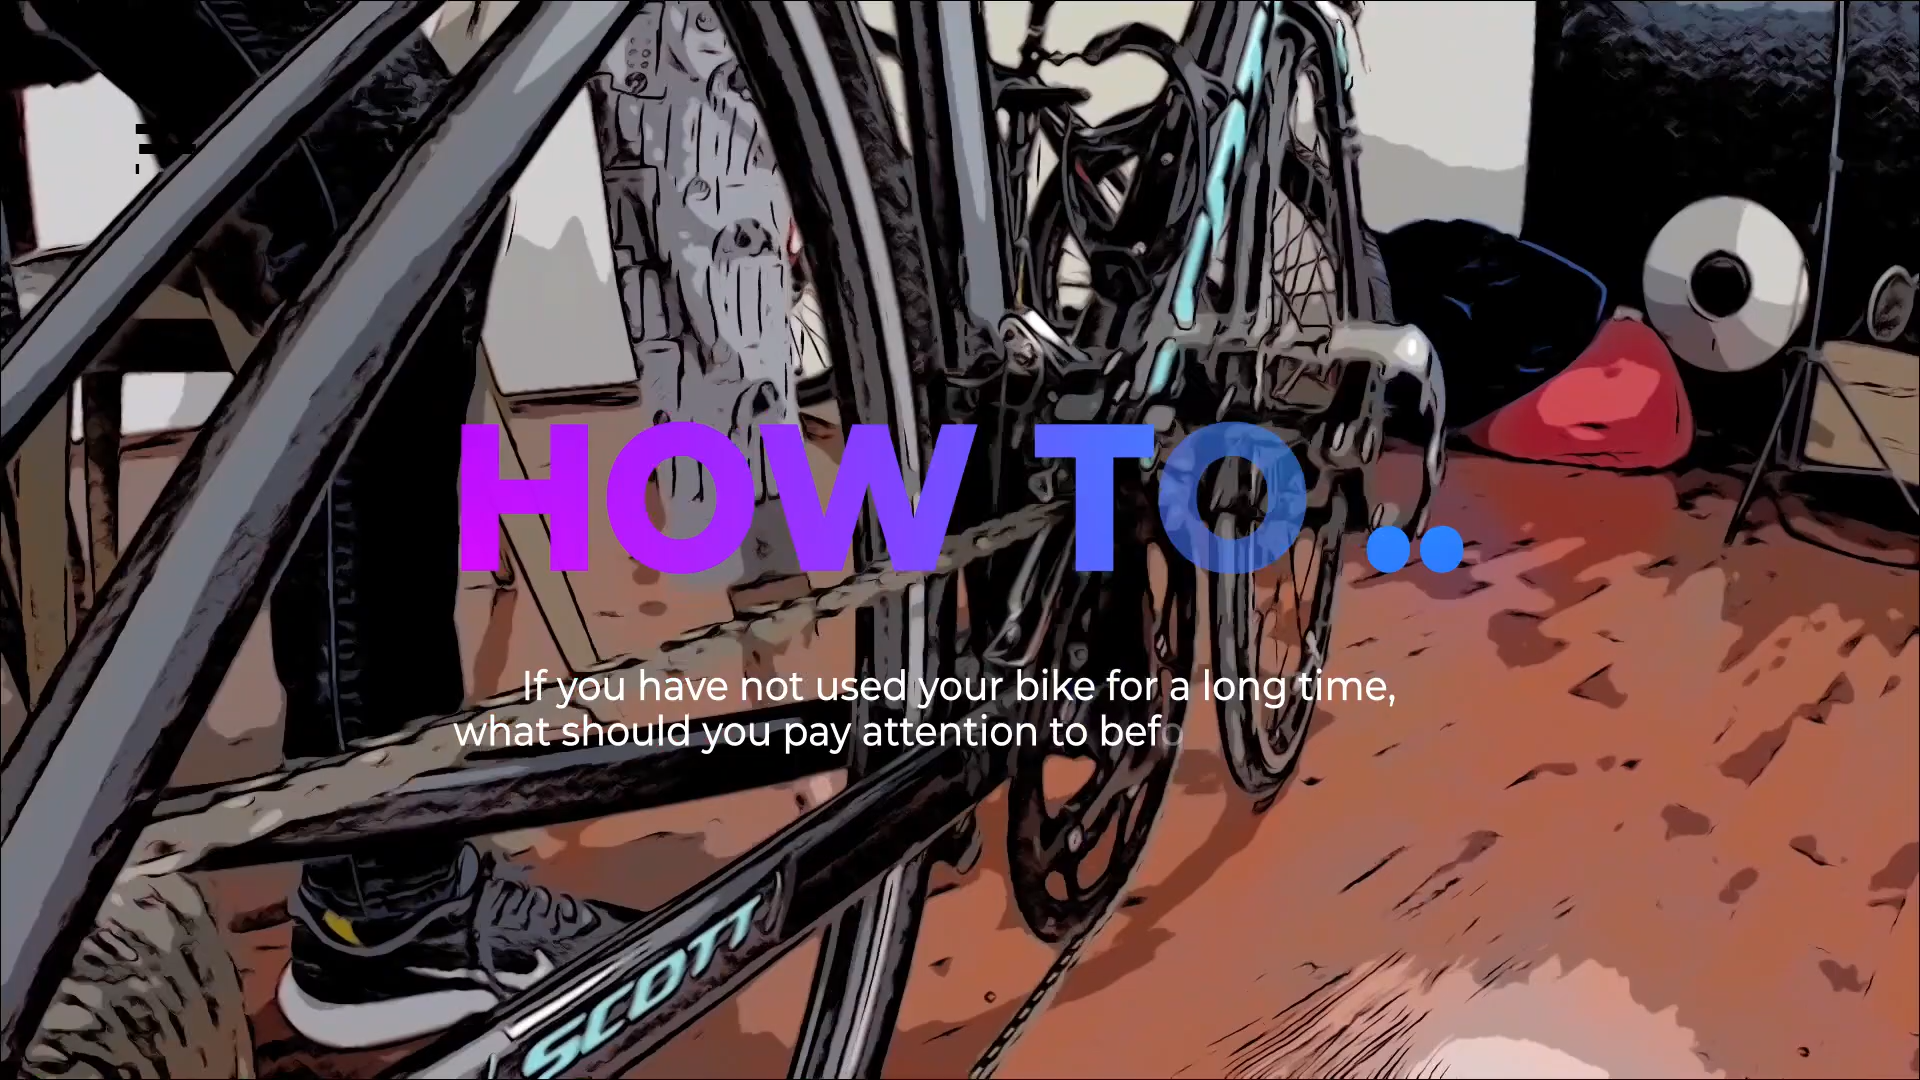 HOW TO ..
If you have not used your bike for a long time,
what should you pay attention to befo
SCOTT